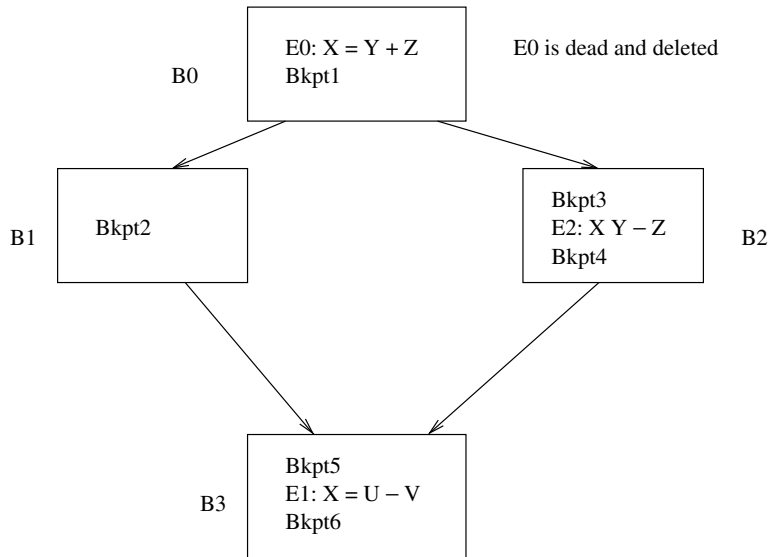 E0: X = Y + Z
Bkpt1
B0
E0 is dead and deleted
Bkpt2
B1
Bkpt3
E2: X Y − Z
Bkpt4
B2
Bkpt5
E1: X = U − V
Bkpt6
B3